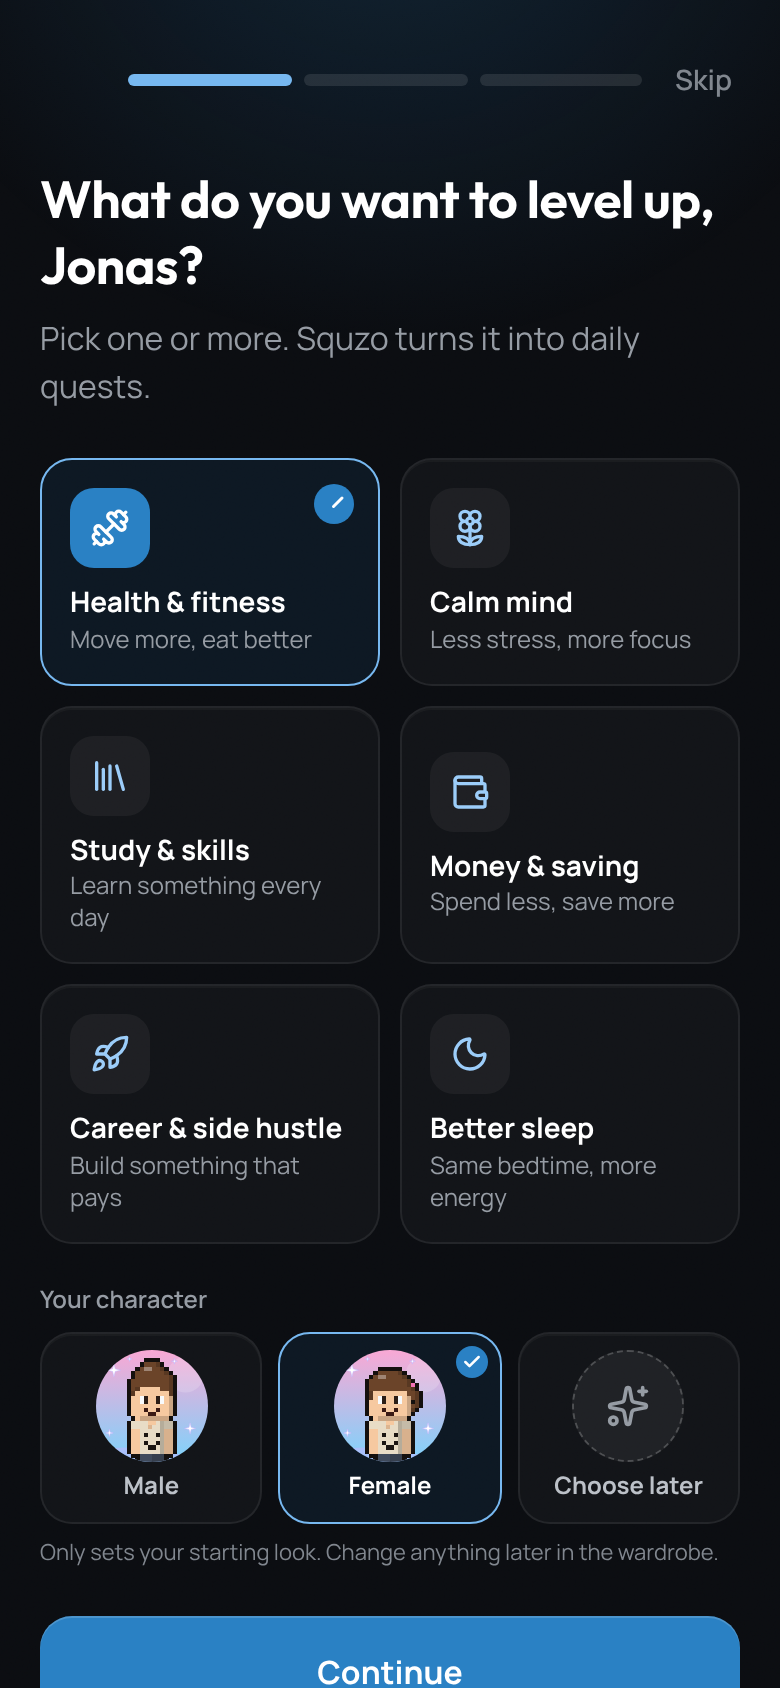 Skip
What do you want to level up,
Jonas?
Pick one or more. Squzo turns it into daily
quests.
Health & fitness
Move more, eat better
Calm mind
Less stress, more focus
Study & skills
Learn something every
day
Money & saving
Spend less, save more
Career & side hustle
Build something that
pays
Better sleep
Same bedtime, more
energy
Your character
Male
Female
Choose later
Only sets your starting look. Change anything later in the wardrobe.
Continue